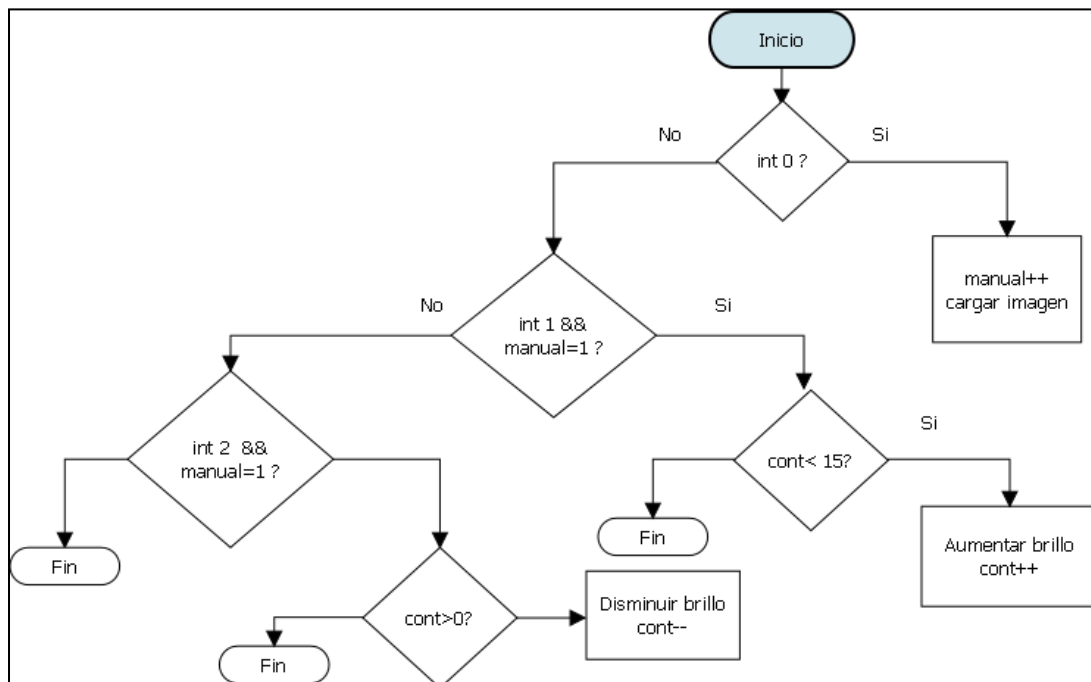 Inicio
No
Si
int 0 ?
manual++
cargar imagen
No
Si
int 1 &&
manual=1 ?
int 2 &&
manual=1 ?
Si
cont< 15?
Fin
Aumentar brillo
cont++
Fin
cont>0?
Disminuir brillo
cont--
Fin